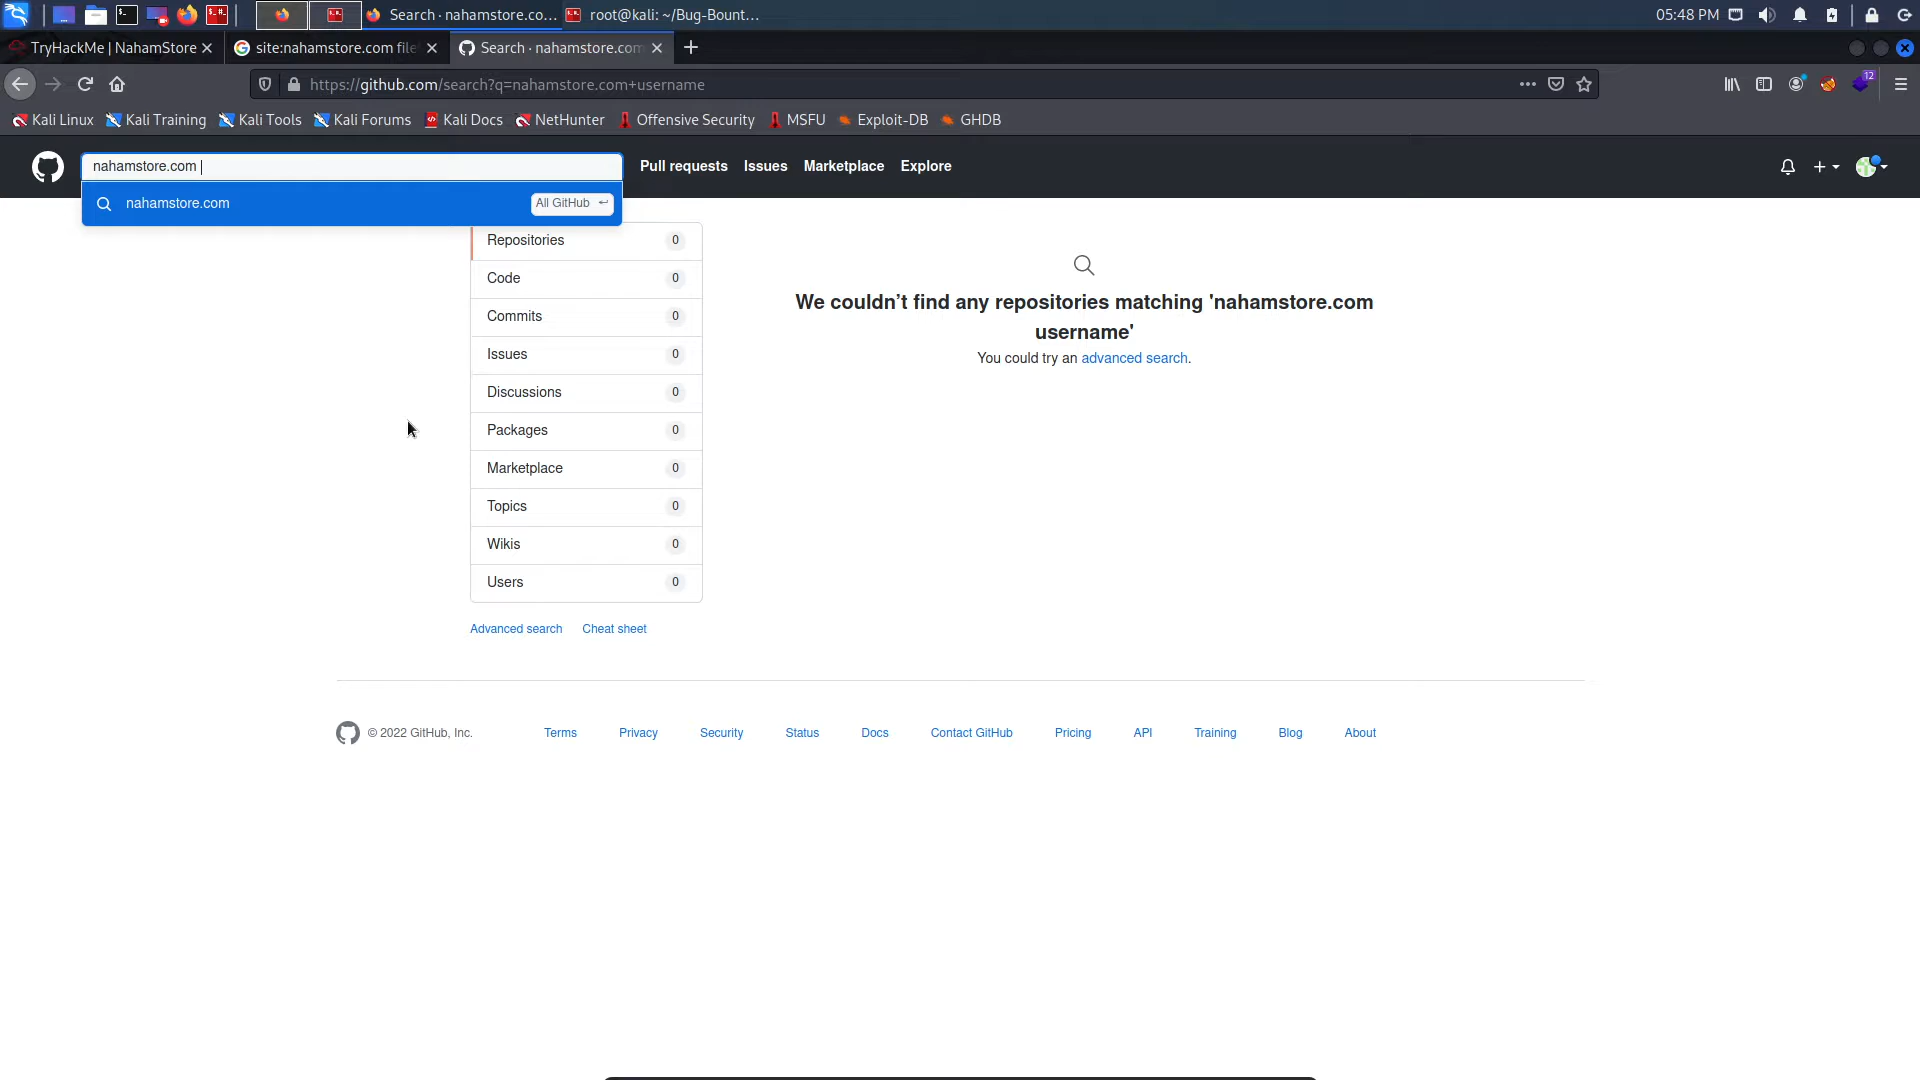 Search · nahamstore.co...
root@kali: ~/Bug-Bount...
05:48 PM
TryHackMe | NahamStore
site:nahamstore.com file
Search · nahamstore.com
https://github.com/search?q=nahamstore.com+username
12
Kali Linux
Kali Training
Kali Tools
Kali Forums
Kali Docs
NetHunter
Offensive Security
MSFU
Exploit-DB
GHDB
nahamstore.com
Pull requests
Issues
Marketplace
Explore
nahamstore.com
All GitHub ↵
Repositories 0
Code 0
Commits 0
Issues 0
Discussions 0
Packages 0
Marketplace 0
Topics 0
Wikis 0
Users 0
Advanced search
Cheat sheet
We couldn’t find any repositories matching 'nahamstore.com
username'
You could try an advanced search.
© 2022 GitHub, Inc.
Terms
Privacy
Security
Status
Docs
Contact GitHub
Pricing
API
Training
Blog
About